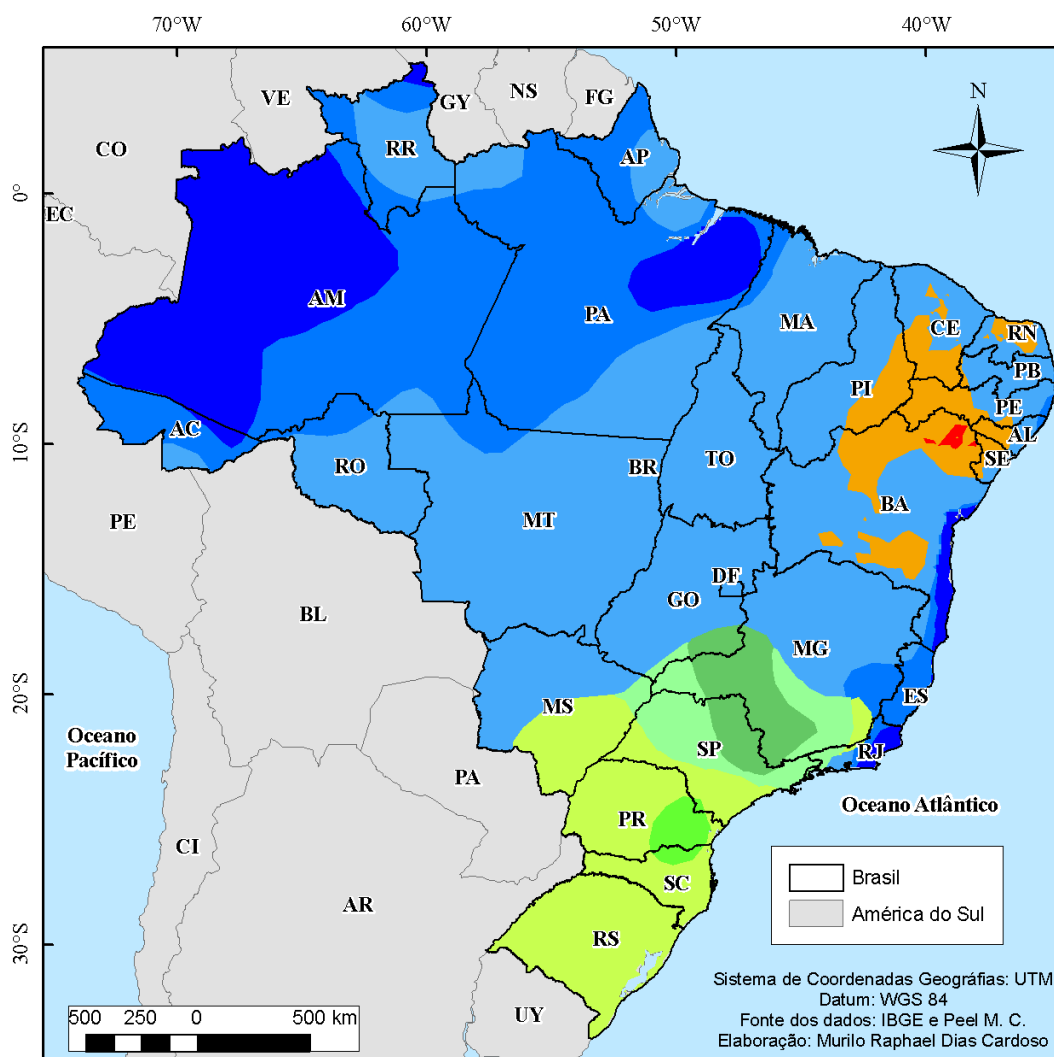 70°W 60°W 50°W 40°W
N
VE
GY
NS
FG
CO
RR
AP
0°
EC
AM
PA
MA
CE
RN
PB
PI
PE
AC
AL
10°S
SE
RO
BR
TO
BA
PE
MT
DF
GO
BL
MG
20°S
MS
ES
Oceano
Pacífico
SP
RJ
PA
Oceano Atlântico
PR
CI
Brasil
SC
AR
América do Sul
RS
30°S
Sistema de Coordenadas Geográfias: UTM
Datum: WGS 84
UY
500 250 0 500 km
Fonte dos dados: IBGE e Peel M. C.
Elaboração: Murilo Raphael Dias Cardoso